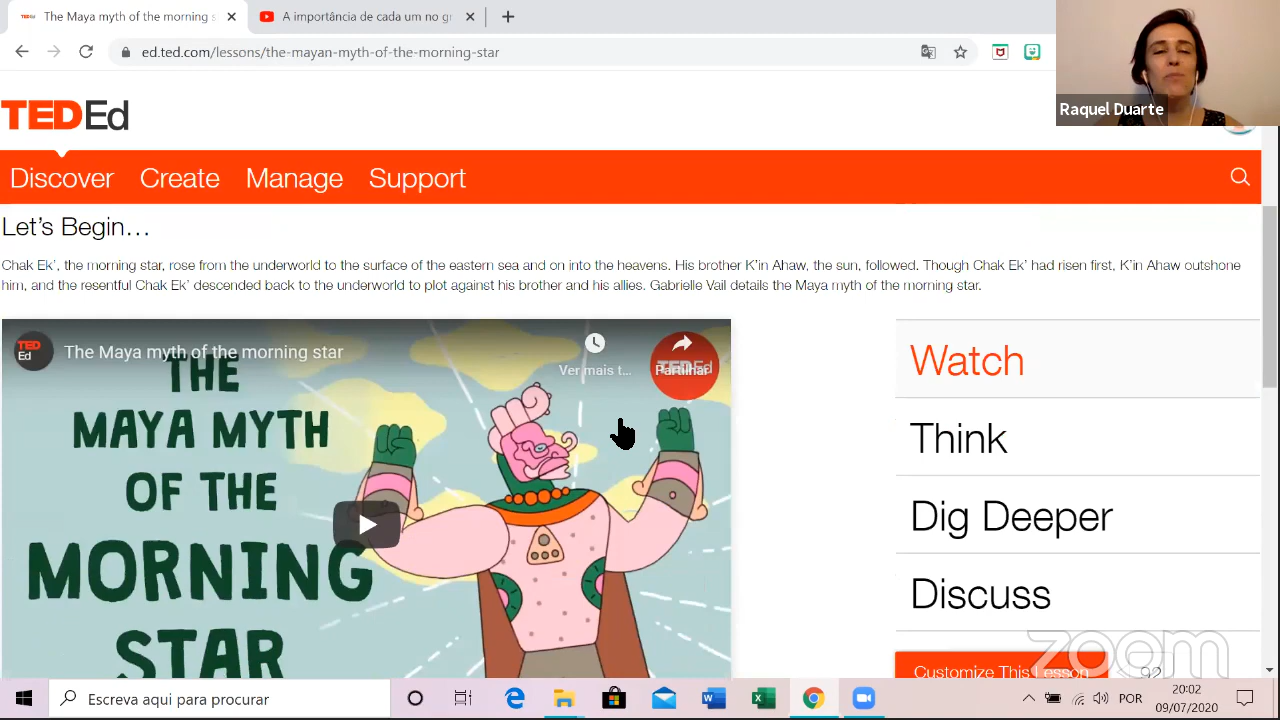 The Maya myth of the morning s
A importância de cada um no gr
ed.ted.com/lessons/the-mayan-myth-of-the-morning-star
Raquel Duarte
TEDEd
Discover
Create
Manage
Support
Let's Begin…
Chak Ek', the morning star, rose from the underworld to the surface of the eastern sea and on into the heavens. His brother K'in Ahaw, the sun, followed. Though Chak Ek' had risen first, K'in Ahaw outshone
him, and the resentful Chak Ek' descended back to the underworld to plot against his brother and his allies. Gabrielle Vail details the Maya myth of the morning star.
TED
Ed
The Maya myth of the morning star
Ver mais t...
Partilhar
TEDEd
THE
MAYA MYTH
OF THE
MORNING
STAR
Watch
Think
Dig Deeper
Discuss
Customize This Lesson
92
zoom
Escreva aqui para procurar
POR
20:02
09/07/2020